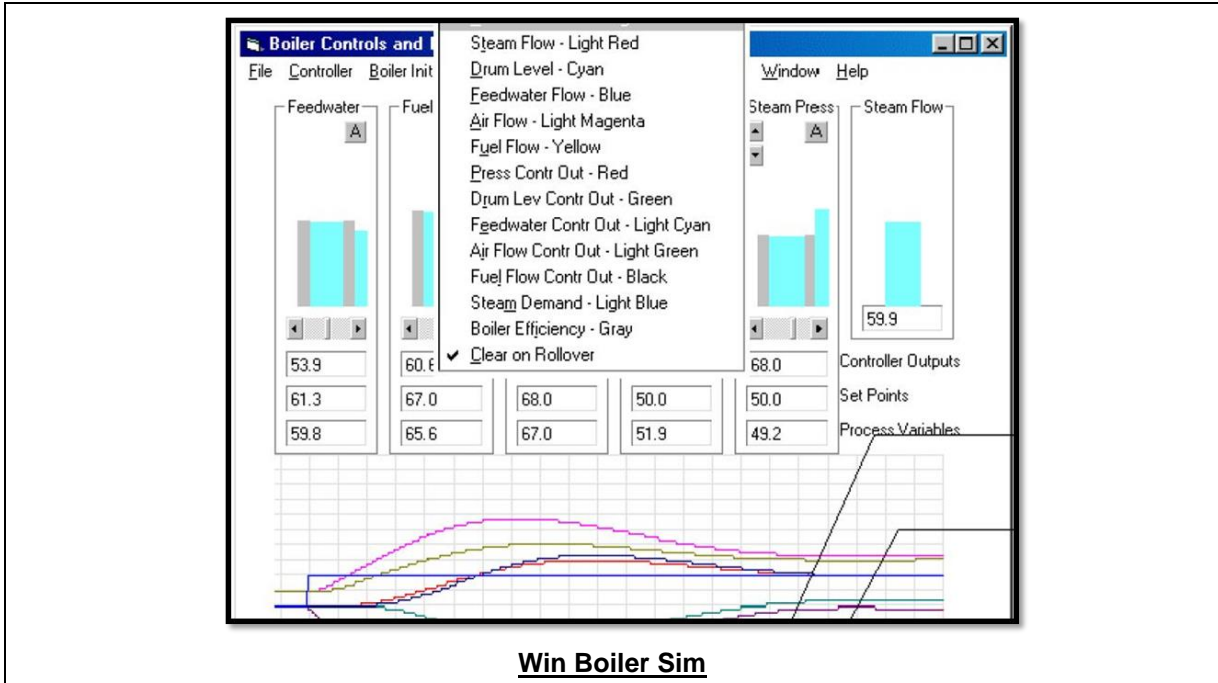 Boiler Controls and
File Controller Boiler Init Window Help
Steam Flow - Light Red
Drum Level - Cyan
Feedwater Flow - Blue
Air Flow - Light Magenta
Fuel Flow - Yellow
Press Contr Out - Red
Drum Lev Contr Out - Green
Feedwater Contr Out - Light Cyan
Air Flow Contr Out - Light Green
Fuel Flow Contr Out - Black
Steam Demand - Light Blue
Boiler Efficiency - Gray
Clear on Rollover
Feedwater Fuel Steam Press Steam Flow
A A
59.9
53.9 60.6 68.0 Controller Outputs
61.3 67.0 68.0 50.0 50.0 Set Points
59.8 65.6 67.0 51.9 49.2 Process Variables
Win Boiler Sim